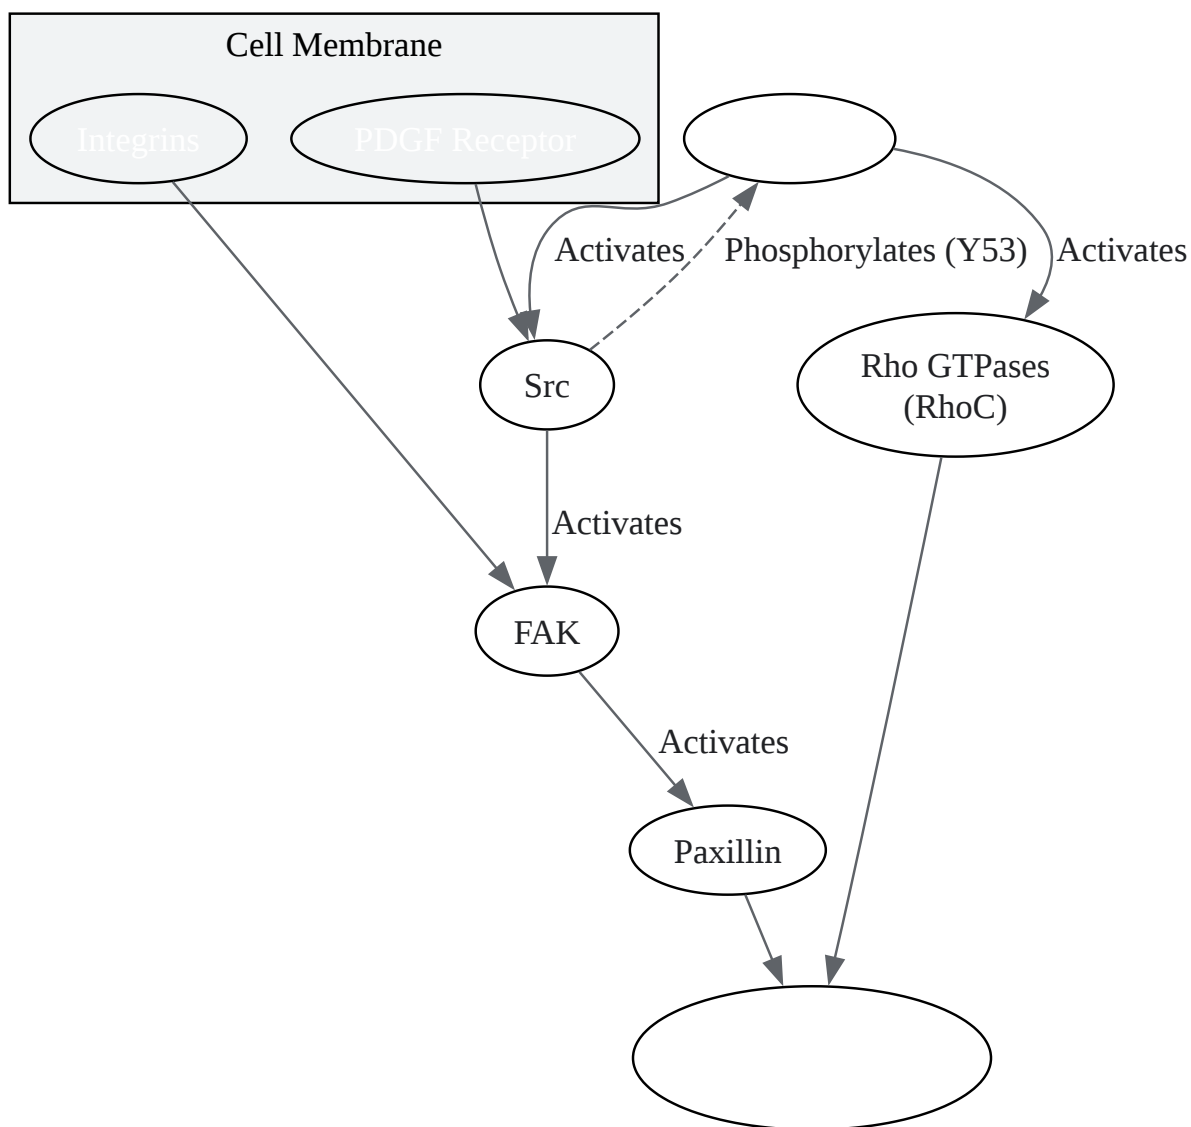 Cell Membrane
Integrins
PDGF Receptor
Activates
Phosphorylates (Y53)
Activates
Src
Rho GTPases
(RhoC)
Activates
FAK
Activates
Paxillin